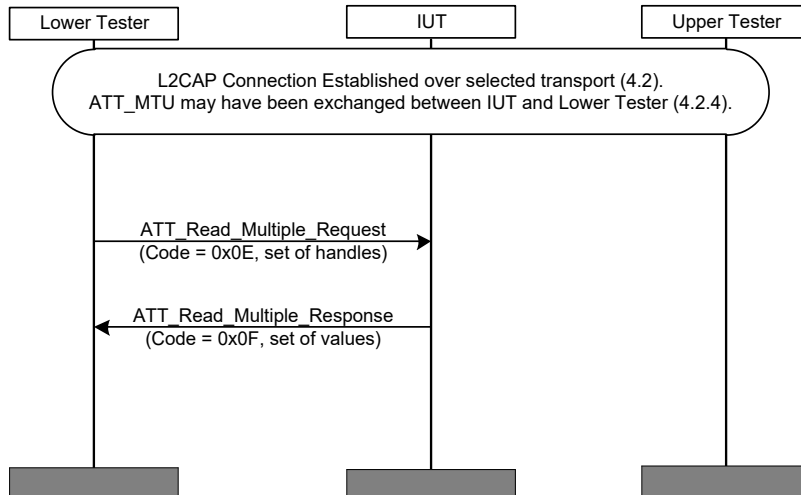 Lower Tester
IUT
Upper Tester
L2CAP Connection Established over selected transport (4.2).
ATT_MTU may have been exchanged between IUT and Lower Tester (4.2.4).
ATT_Read_Multiple_Request
(Code = 0x0E, set of handles)
ATT_Read_Multiple_Response
(Code = 0x0F, set of values)